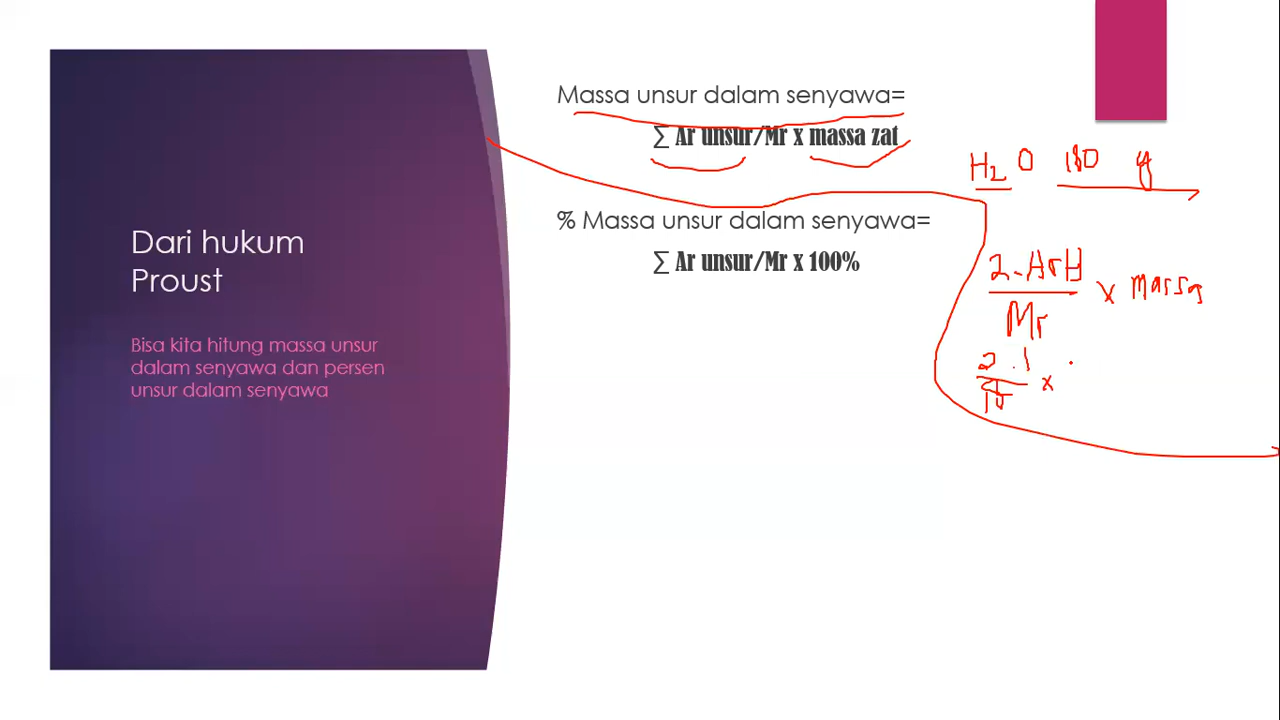 Dari hukum
Proust
Bisa kita hitung massa unsur
dalam senyawa dan persen
unsur dalam senyawa
Massa unsur dalam senyawa=
∑ Ar unsur/Mr x massa zat
% Massa unsur dalam senyawa=
∑ Ar unsur/Mr x 100%
H2O 180 g
2. Ar H
x massa
Mr
2 . 1
x
18